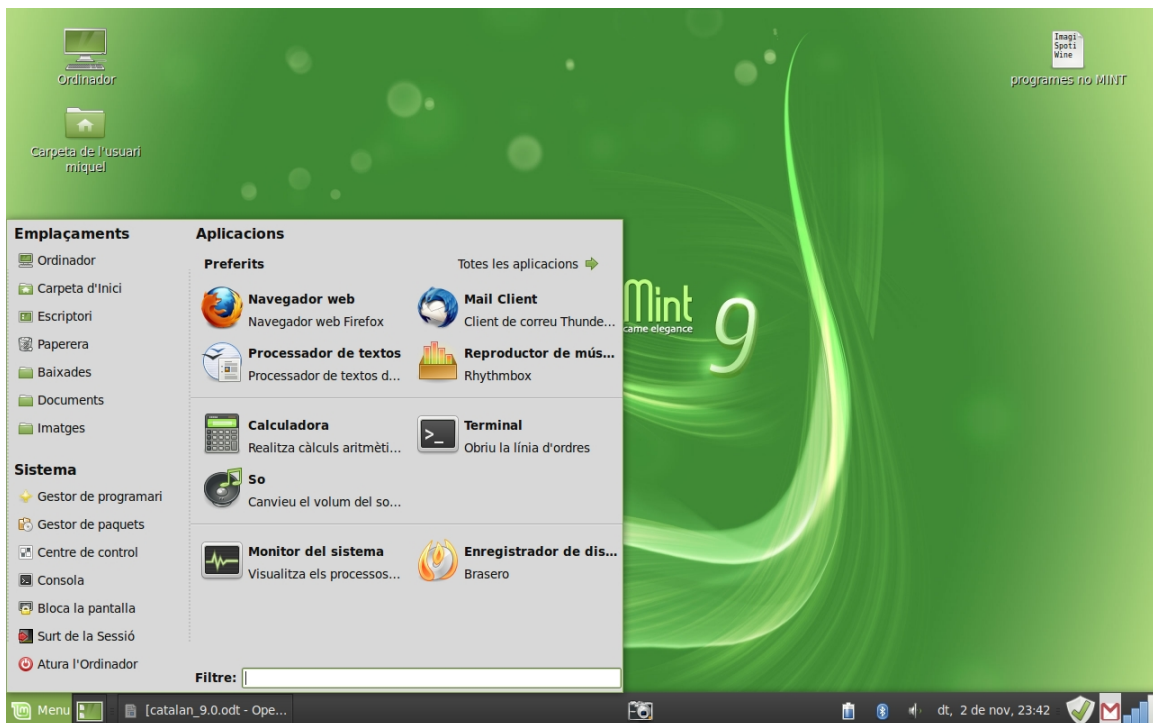 Ordinador
Carpeta de l'usuari
miquel
Imagi
Spoti
Wine
programes no MINT
Emplaçaments
Ordinador
Carpeta d'Inici
Escriptori
Paperera
Baixades
Documents
Imatges
Sistema
Gestor de programari
Gestor de paquets
Centre de control
Consola
Bloca la pantalla
Surt de la Sessió
Atura l'Ordinador
Aplicacions
Preferits
Totes les aplicacions
Navegador web
Navegador web Firefox
Mail Client
Client de correu Thunde...
Processador de textos
Processador de textos d...
Reproductor de mús...
Rhythmbox
Calculadora
Realitza càlculs aritmèti...
Terminal
Obriu la línia d'ordres
So
Canvieu el volum del so...
Monitor del sistema
Visualitza els processos...
Enregistrador de dis...
Brasero
Filtre:
Mint 9
came elegance
Menu
[catalan_9.0.odt - Ope...
dt, 2 de nov, 23:42